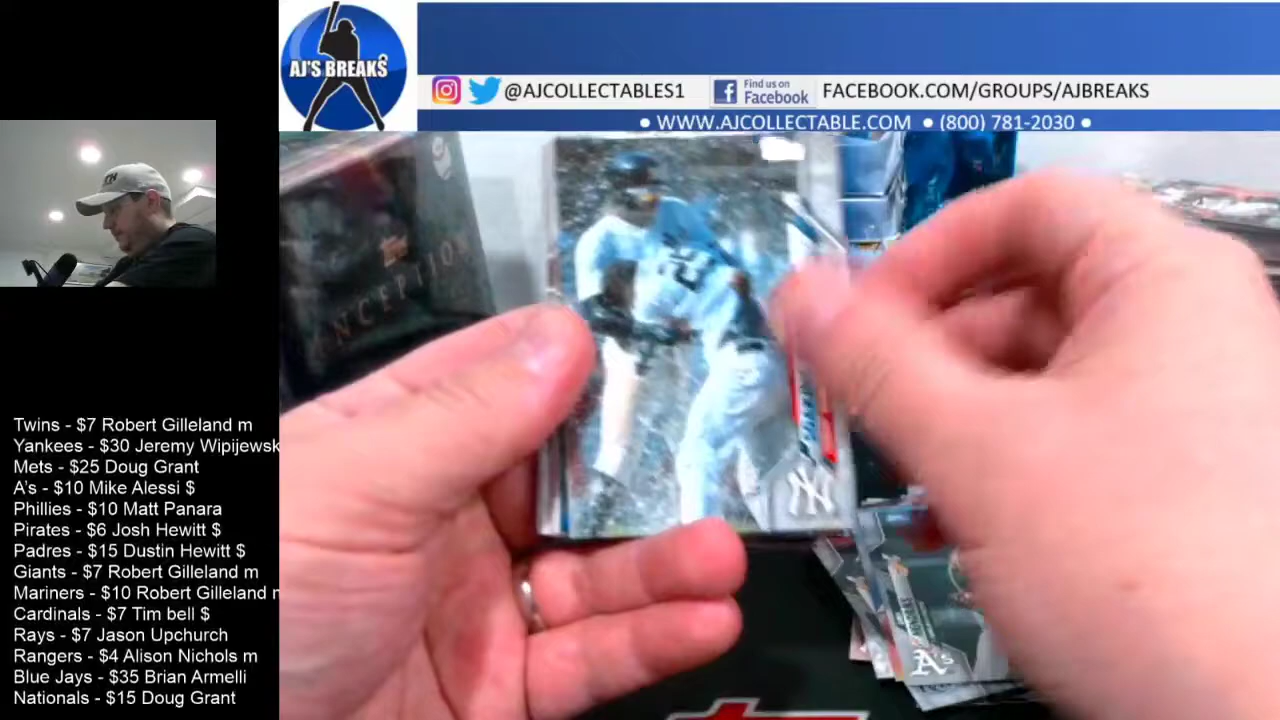 AJ'S BREAKS
@AJCOLLECTABLES1
Find us on
Facebook
FACEBOOK.COM/GROUPS/AJBREAKS
• WWW.AJCOLLECTABLE.COM • (800) 781-2030 •
INCEPTION
25
NY
A's
Twins - $7 Robert Gilleland m
Yankees - $30 Jeremy Wipijewsk
Mets - $25 Doug Grant
A's - $10 Mike Alessi $
Phillies - $10 Matt Panara
Pirates - $6 Josh Hewitt $
Padres - $15 Dustin Hewitt $
Giants - $7 Robert Gilleland m
Mariners - $10 Robert Gilleland m
Cardinals - $7 Tim bell $
Rays - $7 Jason Upchurch
Rangers - $4 Alison Nichols m
Blue Jays - $35 Brian Armelli
Nationals - $15 Doug Grant